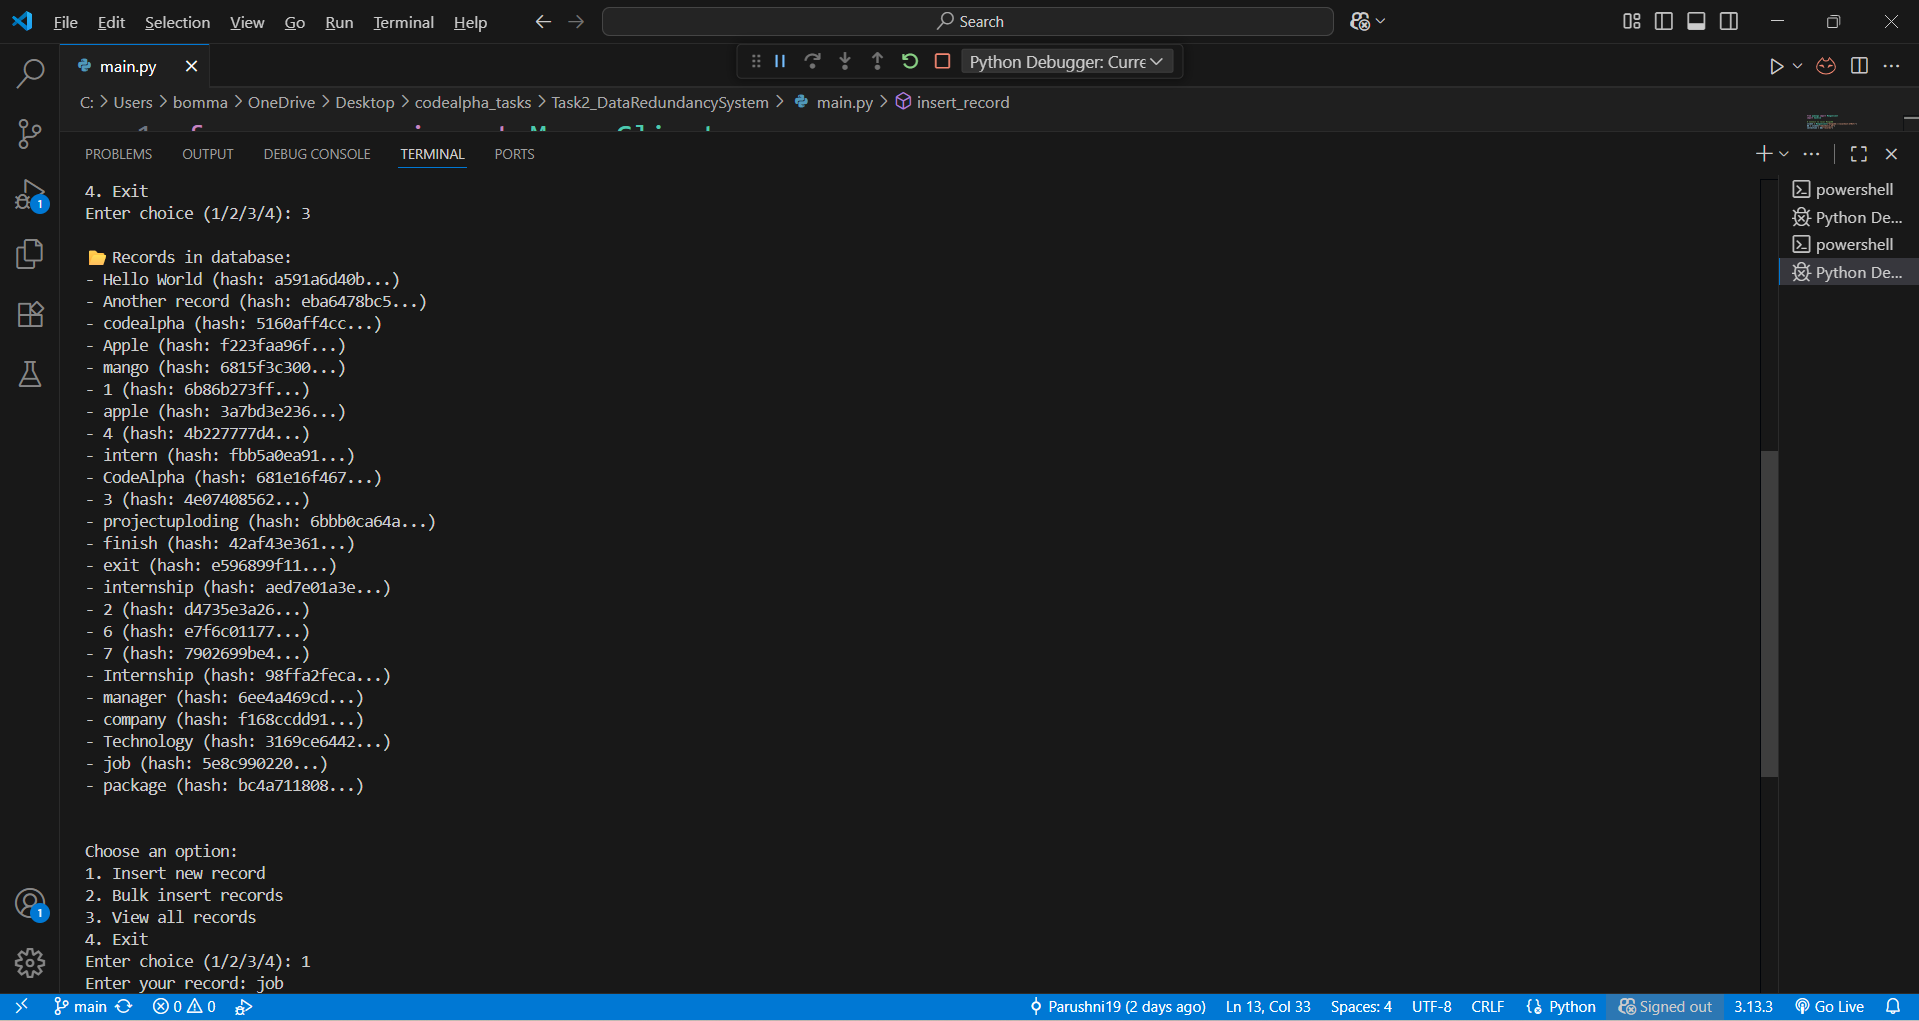 File Edit Selection View Go Run Terminal Help Search
main.py Python Debugger: Curre
C: > Users > bomma > OneDrive > Desktop > codealpha_tasks > Task2_DataRedundancySystem > main.py > insert_record
PROBLEMS OUTPUT DEBUG CONSOLE TERMINAL PORTS
4. Exit
Enter choice (1/2/3/4): 3
Records in database:
- Hello World (hash: a591a6d40b...)
- Another record (hash: eba6478bc5...)
- codealpha (hash: 5160aff4cc...)
- Apple (hash: f223faa96f...)
- mango (hash: 6815f3c300...)
- 1 (hash: 6b86b273ff...)
- apple (hash: 3a7bd3e236...)
- 4 (hash: 4b227777d4...)
- intern (hash: fbb5a0ea91...)
- CodeAlpha (hash: 681e16f467...)
- 3 (hash: 4e07408562...)
- projectuploding (hash: 6bbb0ca64a...)
- finish (hash: 42af43e361...)
- exit (hash: e596899f11...)
- internship (hash: aed7e01a3e...)
- 2 (hash: d4735e3a26...)
- 6 (hash: e7f6c01177...)
- 7 (hash: 7902699be4...)
- Internship (hash: 98ffa2feca...)
- manager (hash: 6ee4a469cd...)
- company (hash: f168ccdd91...)
- Technology (hash: 3169ce6442...)
- job (hash: 5e8c990220...)
- package (hash: bc4a711808...)
Choose an option:
1. Insert new record
2. Bulk insert records
3. View all records
4. Exit
Enter choice (1/2/3/4): 1
Enter your record: job
powershell
Python De...
powershell
Python De...
1
1
main 0 0 Parushni19 (2 days ago) Ln 13, Col 33 Spaces: 4 UTF-8 CRLF Python Signed out 3.13.3 Go Live